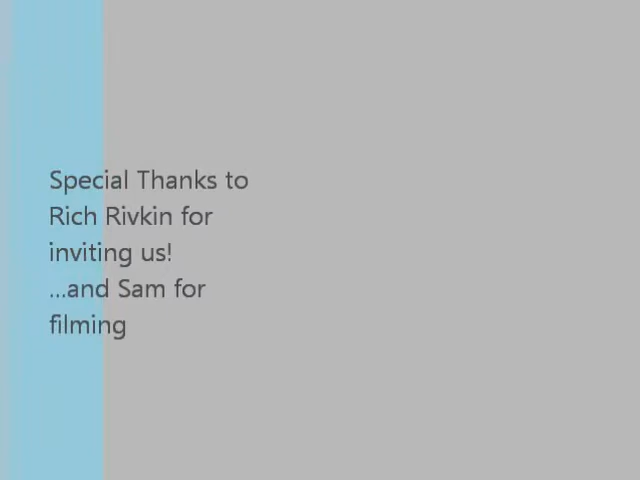 Special Thanks to
Rich Rivkin for
inviting us!
...and Sam for
filming